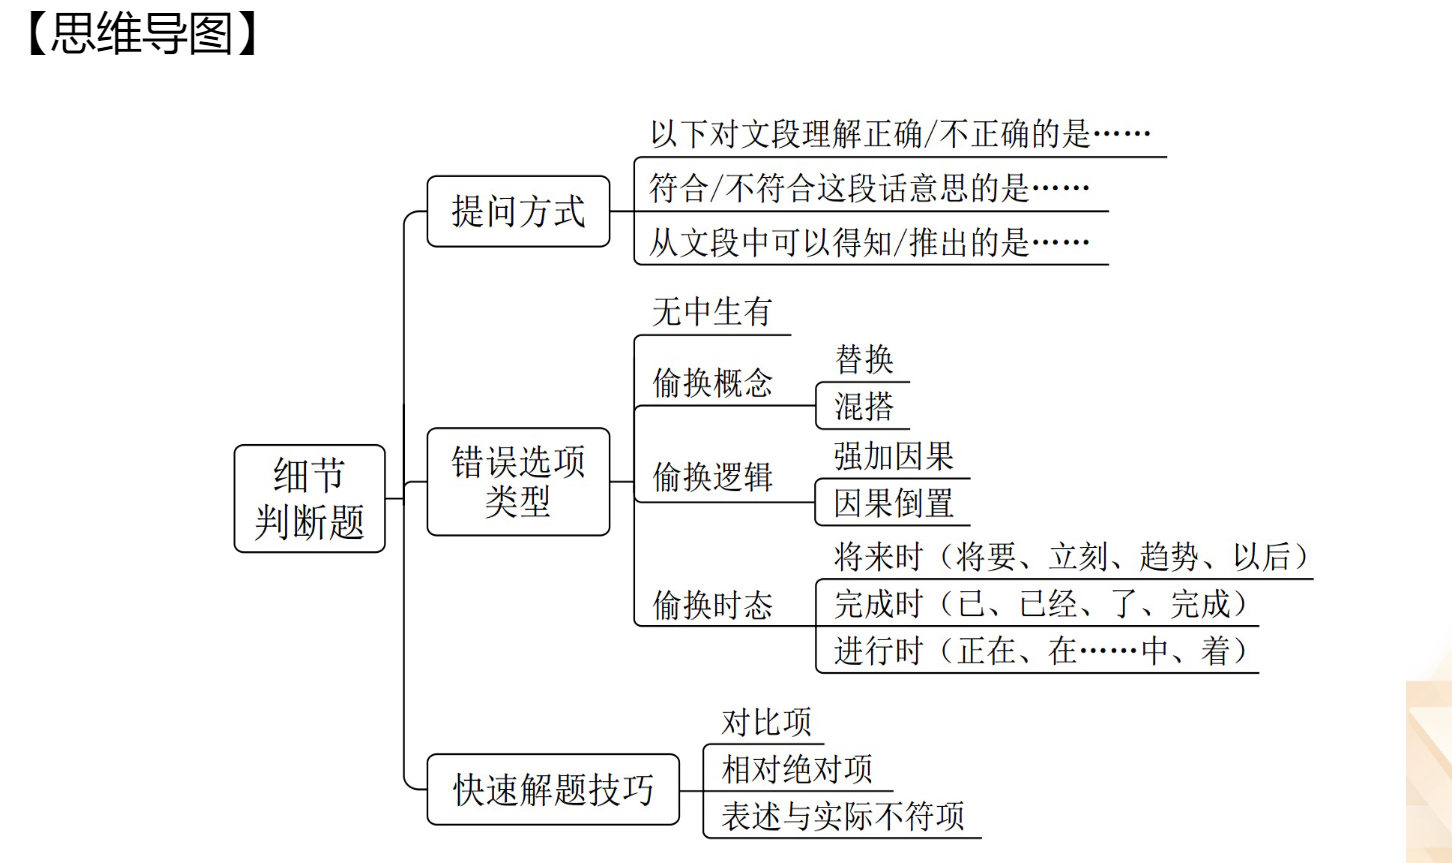 【思维导图】
以下对文段理解正确/不正确的是……
提问方式
符合/不符合这段话意思的是……
从文段中可以得知/推出的是……
细节
判断题
错误选项
类型
无中生有
偷换概念
替换
混搭
偷换逻辑
强加因果
因果倒置
偷换时态
将来时（将要、立刻、趋势、以后）
完成时（已、已经、了、完成）
进行时（正在、在……中、着）
快速解题技巧
对比项
相对绝对项
表述与实际不符项